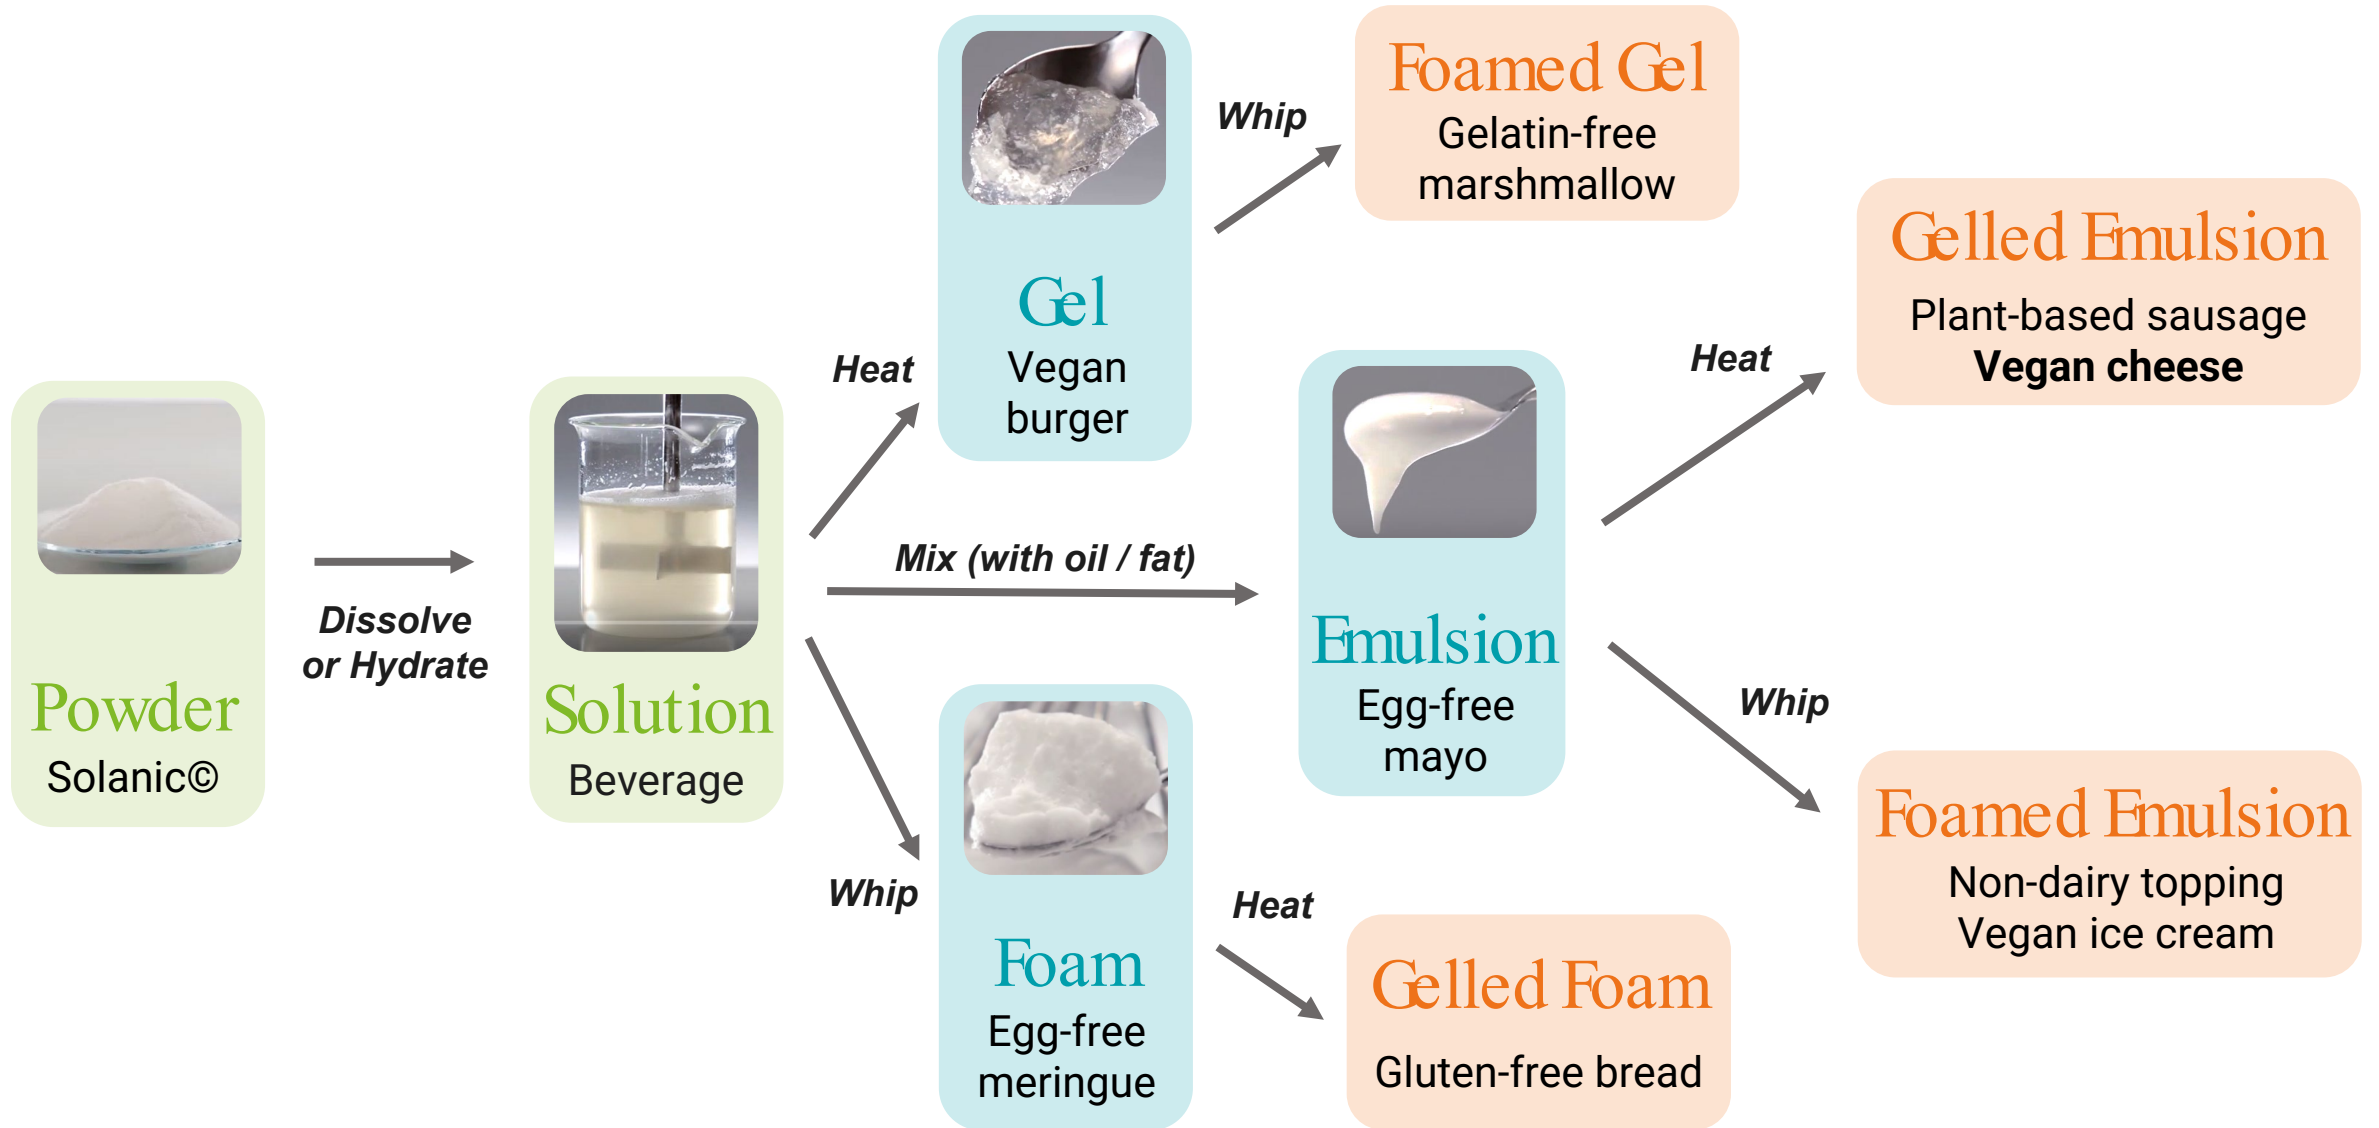 Powder
Solanic©
Dissolve
or Hydrate
Solution
Beverage
Heat
Gel
Vegan
burger
Whip
Foamed Gel
Gelatin-free
marshmallow
Mix (with oil / fat)
Emulsion
Egg-free
mayo
Heat
Gelled Emulsion
Plant-based sausage
Vegan cheese
Whip
Foamed Emulsion
Non-dairy topping
Vegan ice cream
Whip
Foam
Egg-free
meringue
Heat
Gelled Foam
Gluten-free bread